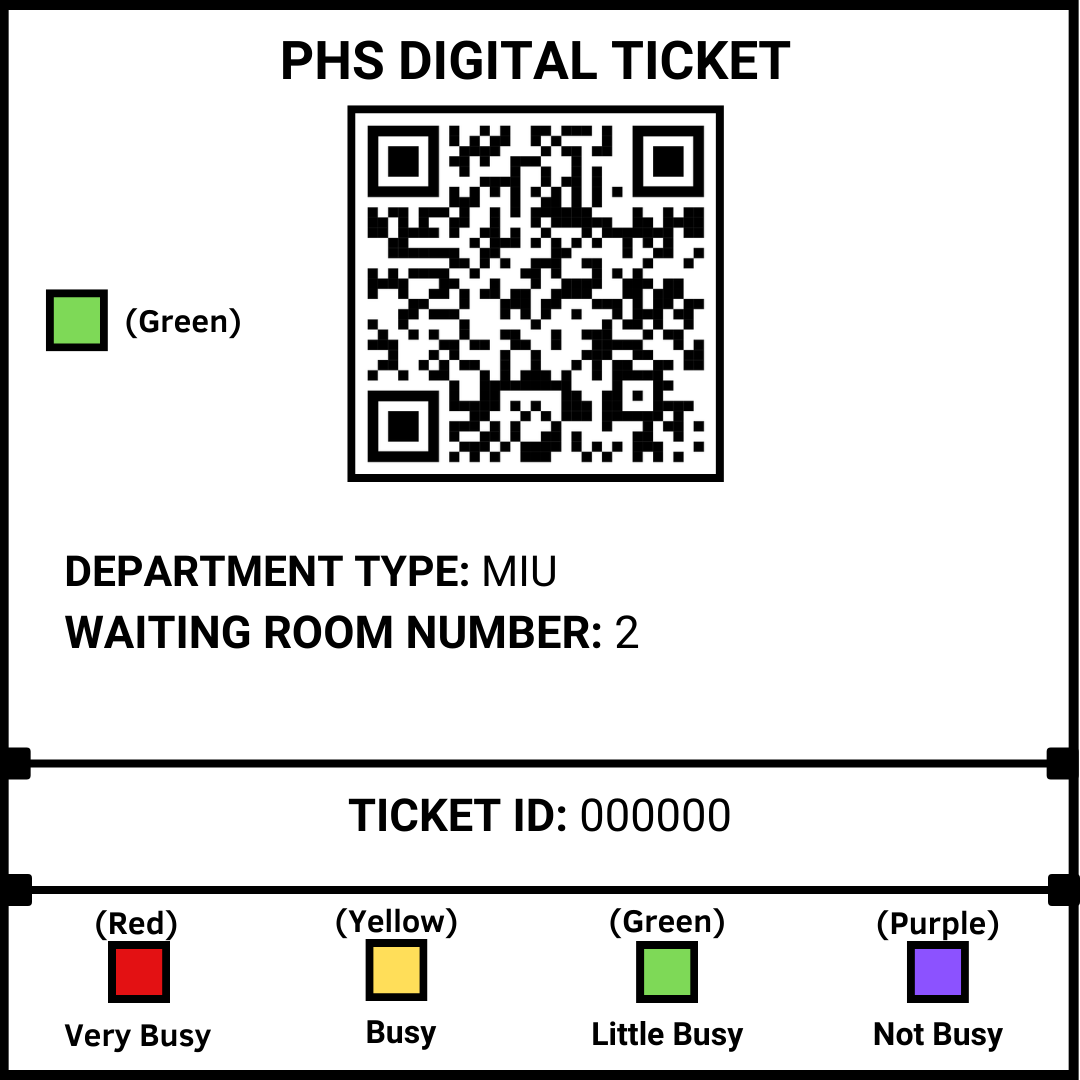 PHS DIGITAL TICKET
(Green)
DEPARTMENT TYPE: MIU
WAITING ROOM NUMBER: 2
TICKET ID: 000000
(Red) (Yellow) (Green) (Purple)
Very Busy Busy Little Busy Not Busy